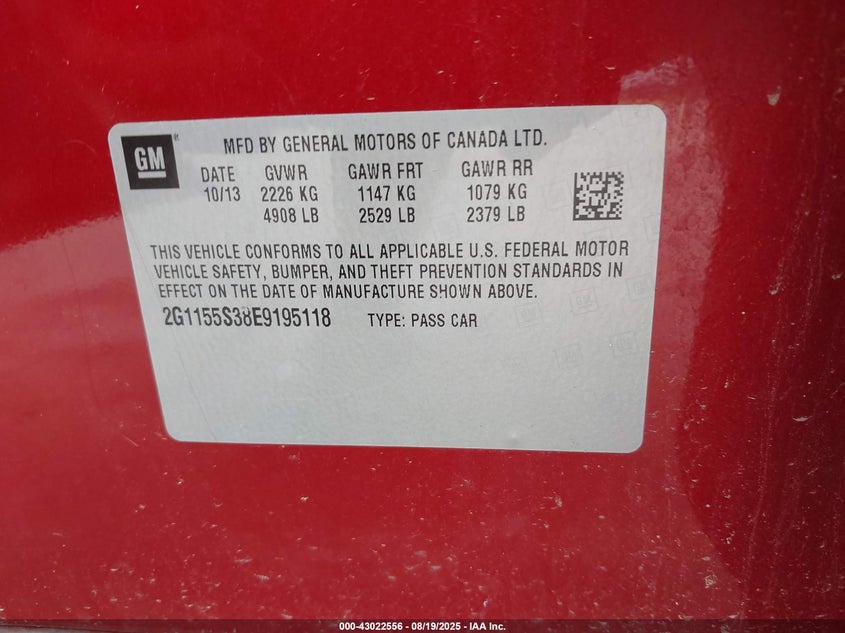 GM®
MFD BY GENERAL MOTORS OF CANADA LTD.
DATE GVWR GAWR FRT GAWR RR
10/13 2226 KG 1147 KG 1079 KG
4908 LB 2529 LB 2379 LB
THIS VEHICLE CONFORMS TO ALL APPLICABLE U.S. FEDERAL MOTOR
VEHICLE SAFETY, BUMPER, AND THEFT PREVENTION STANDARDS IN
EFFECT ON THE DATE OF MANUFACTURE SHOWN ABOVE.
2G1155S38E9195118 TYPE: PASS CAR
000-43022556 - 08/19/2025 - IAA Inc.